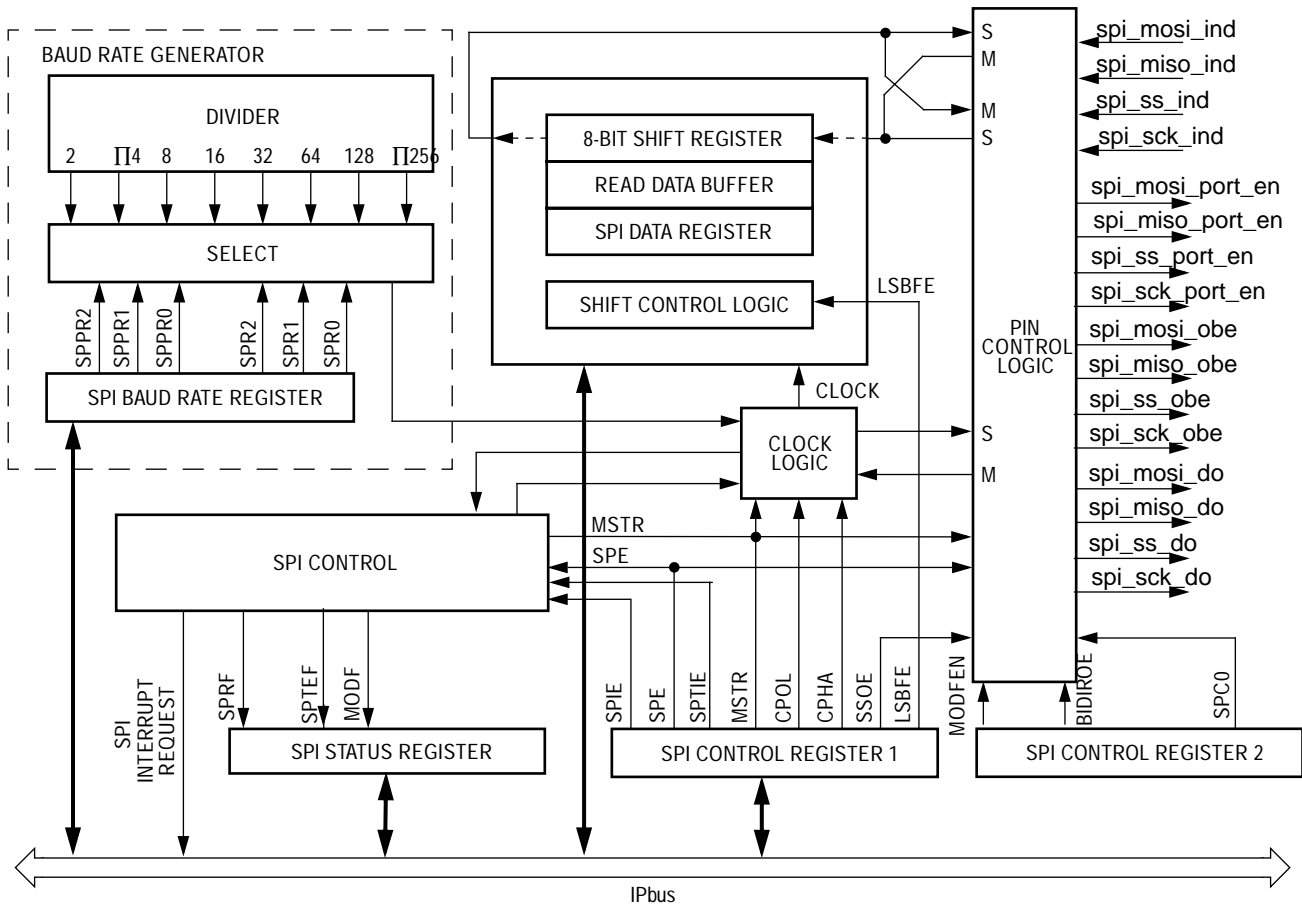 BAUD RATE GENERATOR
DIVIDER
2 ∏4 8 16 32 64 128 ∏256
SELECT
SPPR2
SPPR1
SPPR0
SPR2
SPR1
SPR0
SPI BAUD RATE REGISTER
8-BIT SHIFT REGISTER
READ DATA BUFFER
SPI DATA REGISTER
SHIFT CONTROL LOGIC
LSBFE
CLOCK
CLOCK
LOGIC
S
M
M
S
S
M
PIN
CONTROL
LOGIC
spi_mosi_ind
spi_miso_ind
spi_ss_ind
spi_sck_ind
spi_mosi_port_en
spi_miso_port_en
spi_ss_port_en
spi_sck_port_en
spi_mosi_obe
spi_miso_obe
spi_ss_obe
spi_sck_obe
spi_mosi_do
spi_miso_do
spi_ss_do
spi_sck_do
SPI CONTROL
MSTR
SPE
SPI
INTERRUPT
REQUEST
SPRF
SPTEF
MODF
SPI STATUS REGISTER
SPIE
SPE
SPTIE
MSTR
CPOL
CPHA
SSOE
LSBFE
SPI CONTROL REGISTER 1
MODFEN
BIDIROE
SPC0
SPI CONTROL REGISTER 2
IPbus